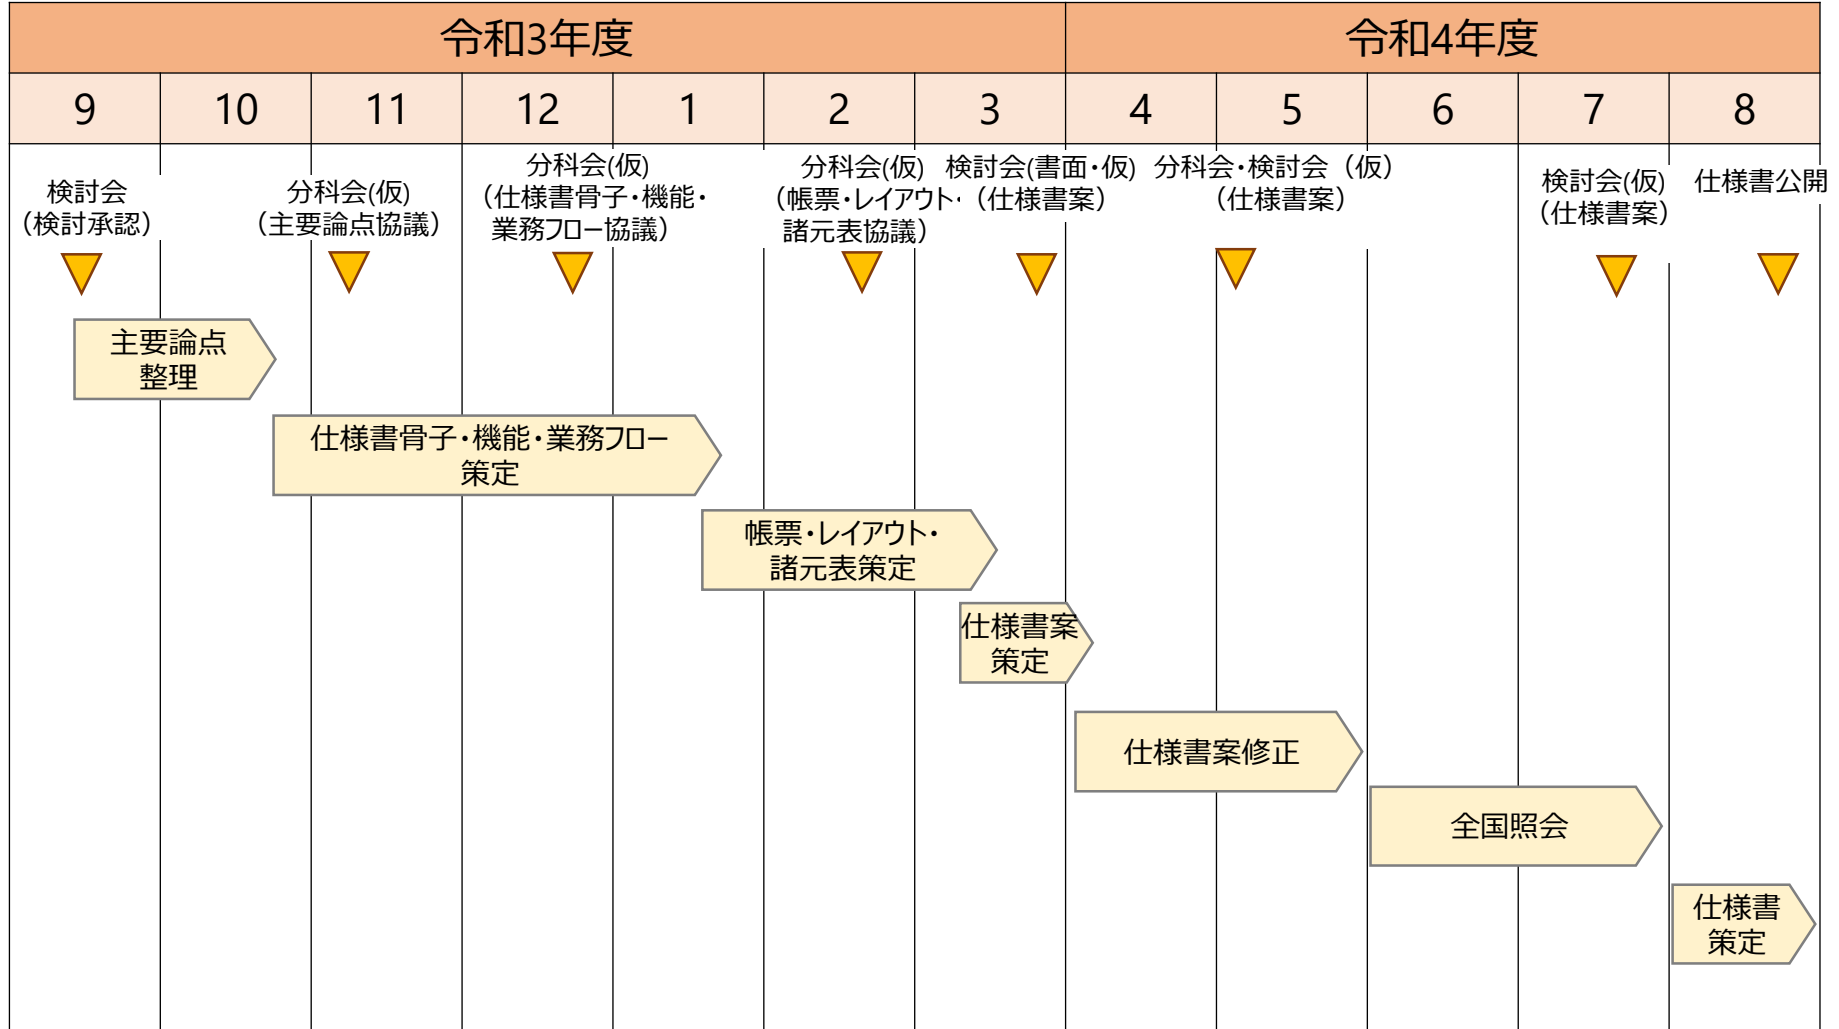 令和3年度
令和4年度
9
10
11
12
1
2
3
4
5
6
7
8
検討会
（検討承認）
分科会(仮)
（主要論点協議）
分科会(仮)
（仕様書骨子・機能・
業務フロー協議）
分科会(仮)
（帳票・レイアウト・
諸元表協議）
検討会(書面・仮)
（仕様書案）
分科会・検討会（仮）
（仕様書案）
検討会(仮)
（仕様書案）
仕様書公開
主要論点
整理
仕様書骨子・機能・業務フロー
策定
帳票・レイアウト・
諸元表策定
仕様書案
策定
仕様書案修正
全国照会
仕様書
策定